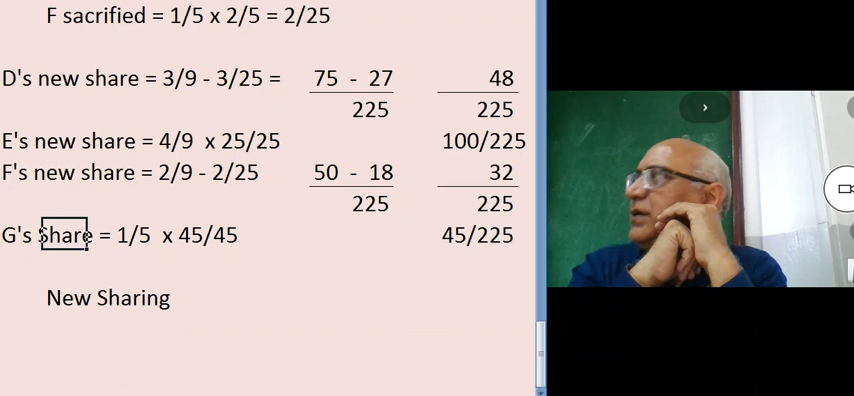 F sacrified = 1/5 x 2/5 = 2/25
D's new share = 3/9 - 3/25 = 75 - 27 48
225 225
E's new share = 4/9 x 25/25 100/225
F's new share = 2/9 - 2/25 50 - 18 32
225 225
G's Share = 1/5 x 45/45 45/225
New Sharing